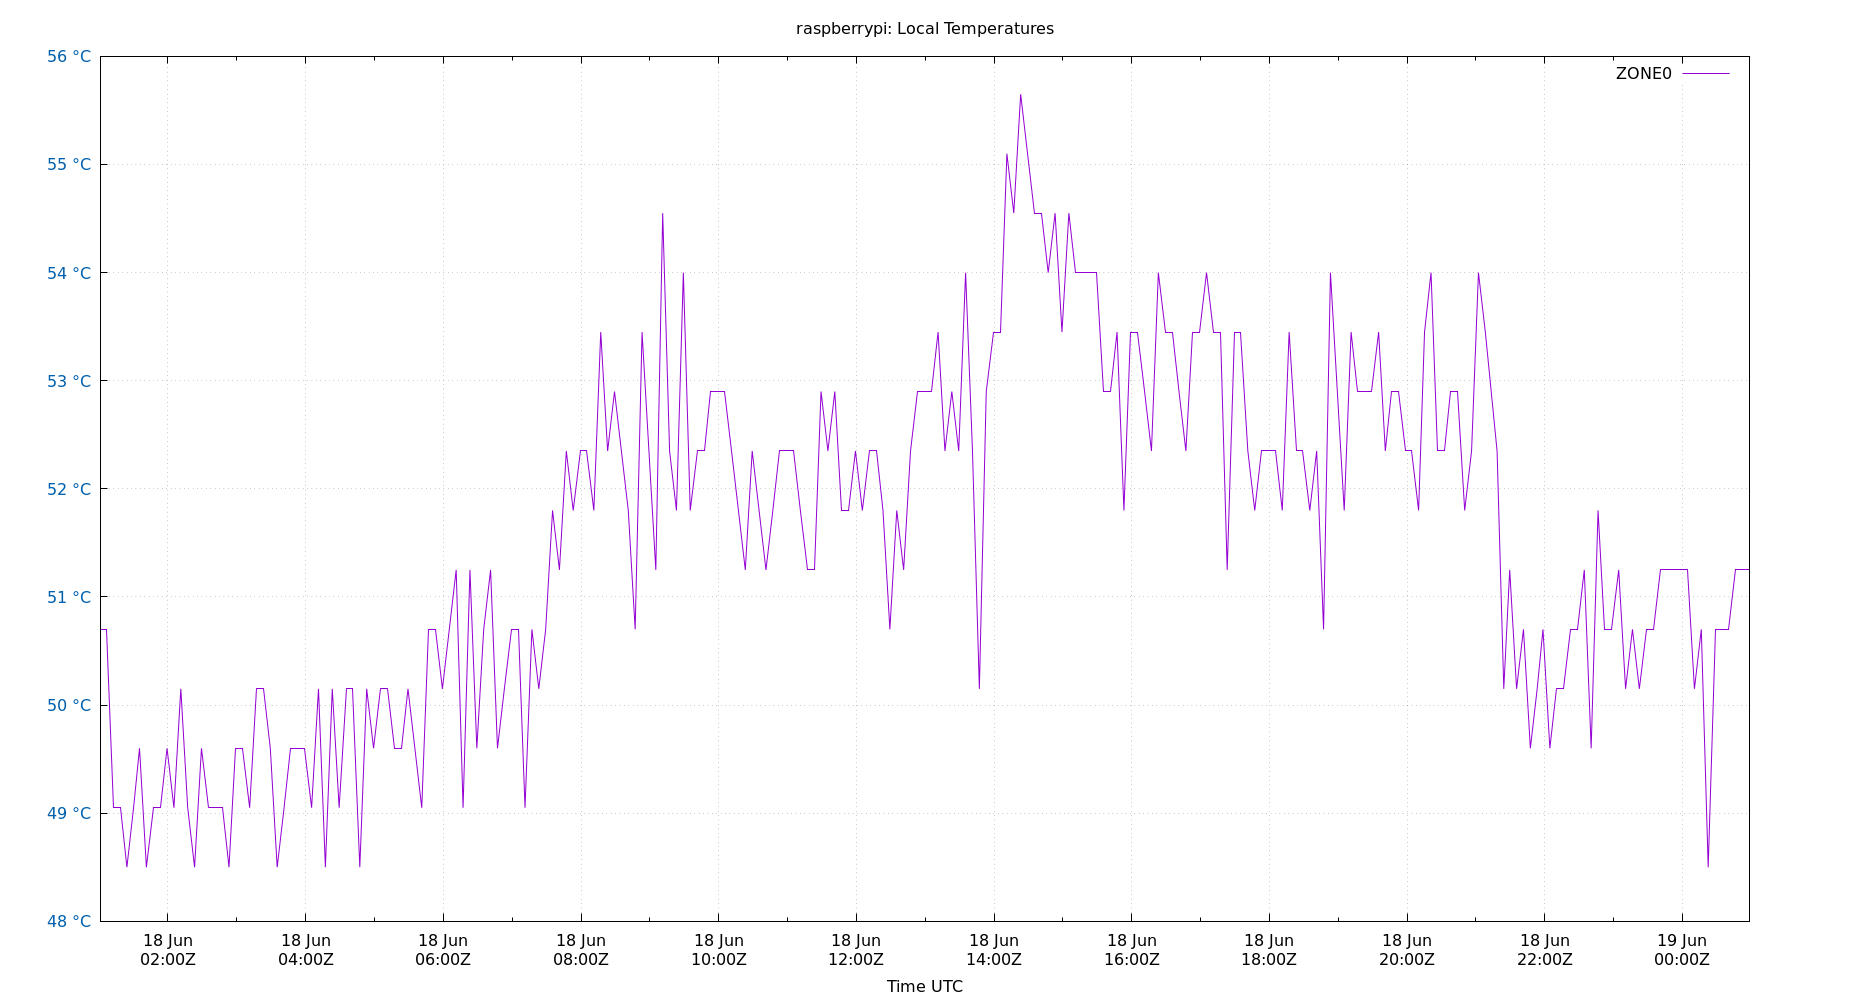 raspberrypi: Local Temperatures
56 °C
ZONE0
55 °C
54 °C
53 °C
52 °C
51 °C
50 °C
49 °C
48 °C
18 Jun 18 Jun 18 Jun 18 Jun 18 Jun 18 Jun 18 Jun 18 Jun 18 Jun 18 Jun 18 Jun 19 Jun
02:00Z 04:00Z 06:00Z 08:00Z 10:00Z 12:00Z 14:00Z 16:00Z 18:00Z 20:00Z 22:00Z 00:00Z
Time UTC